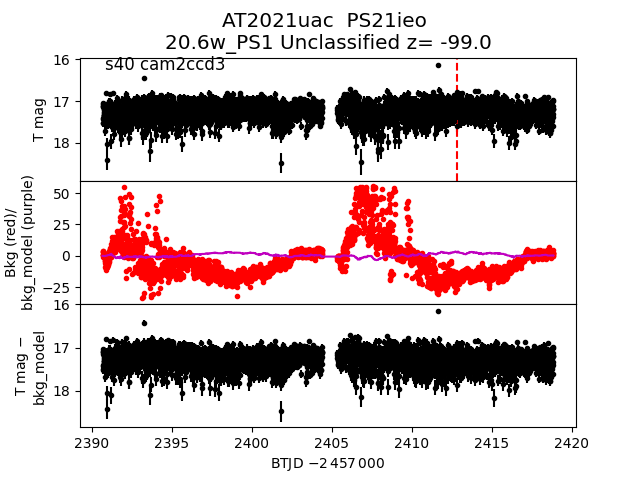 AT2021uac  PS21ieo
20.6w_PS1 Unclassified z= -99.0
s40 cam2ccd3
16
17
18
T mag
50
25
0
−25
Bkg (red)/
bkg_model (purple)
16
17
18
T mag −
bkg_model
2390
2395
2400
2405
2410
2415
2420
BTJD −2 457 000